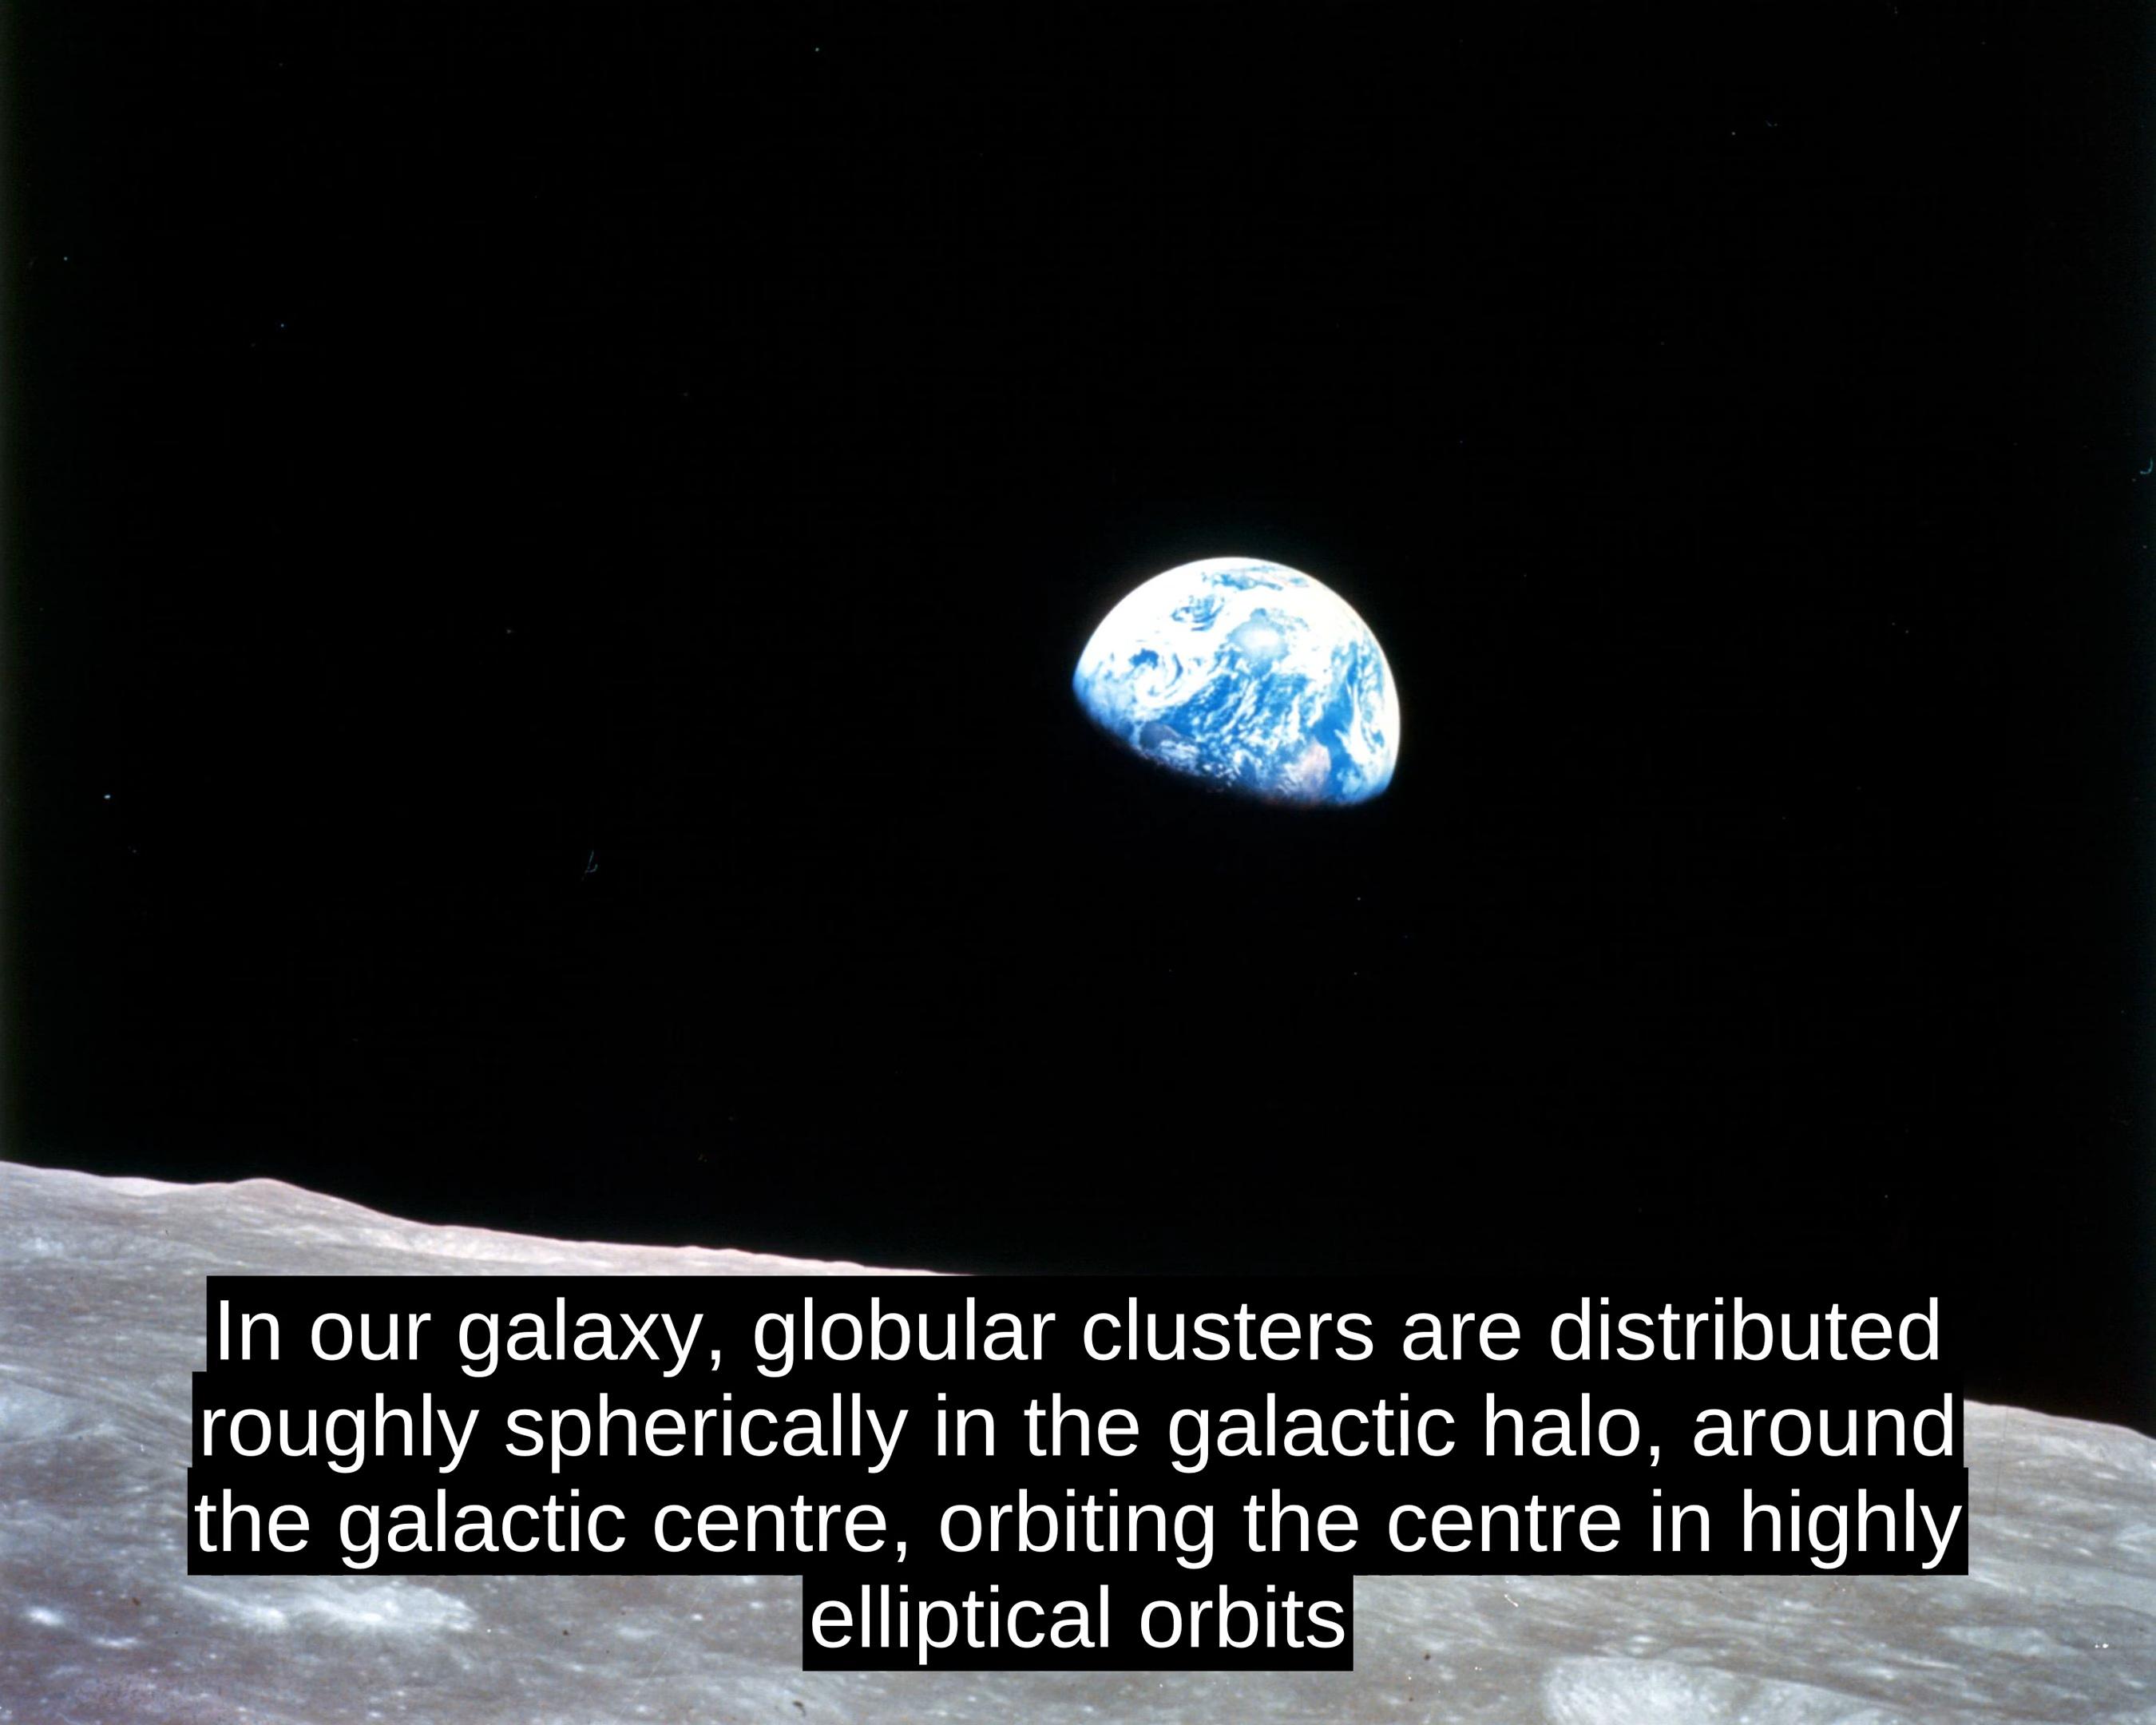 In our galaxy, globular clusters are distributed
roughly spherically in the galactic halo, around
the galactic centre, orbiting the centre in highly
elliptical orbits